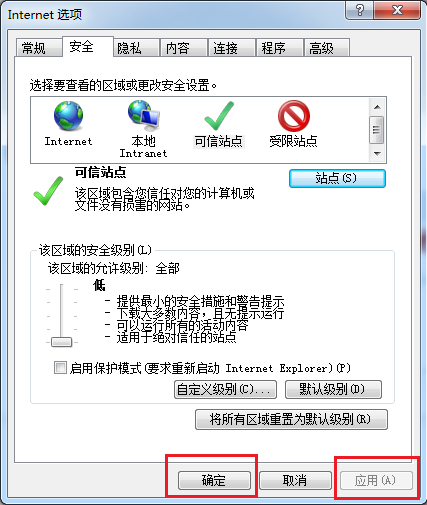 Internet 选项
常规 安全 隐私 内容 连接 程序 高级
选择要查看的区域或更改安全设置。
Internet 本地 可信站点 受限站点
Intranet
可信站点
站点(S)
该区域包含您信任对您的计算机或
文件没有损害的网站。
该区域的安全级别(L)
该区域的允许级别: 全部
低
- 提供最小的安全措施和警告提示
- 下载大多数内容，且无提示运行
- 可以运行所有的活动内容
- 适用于绝对信任的站点
启用保护模式(要求重新启动 Internet Explorer)(P)
自定义级别(C)... 默认级别(D)
将所有区域重置为默认级别(R)
确定 取消 应用(A)